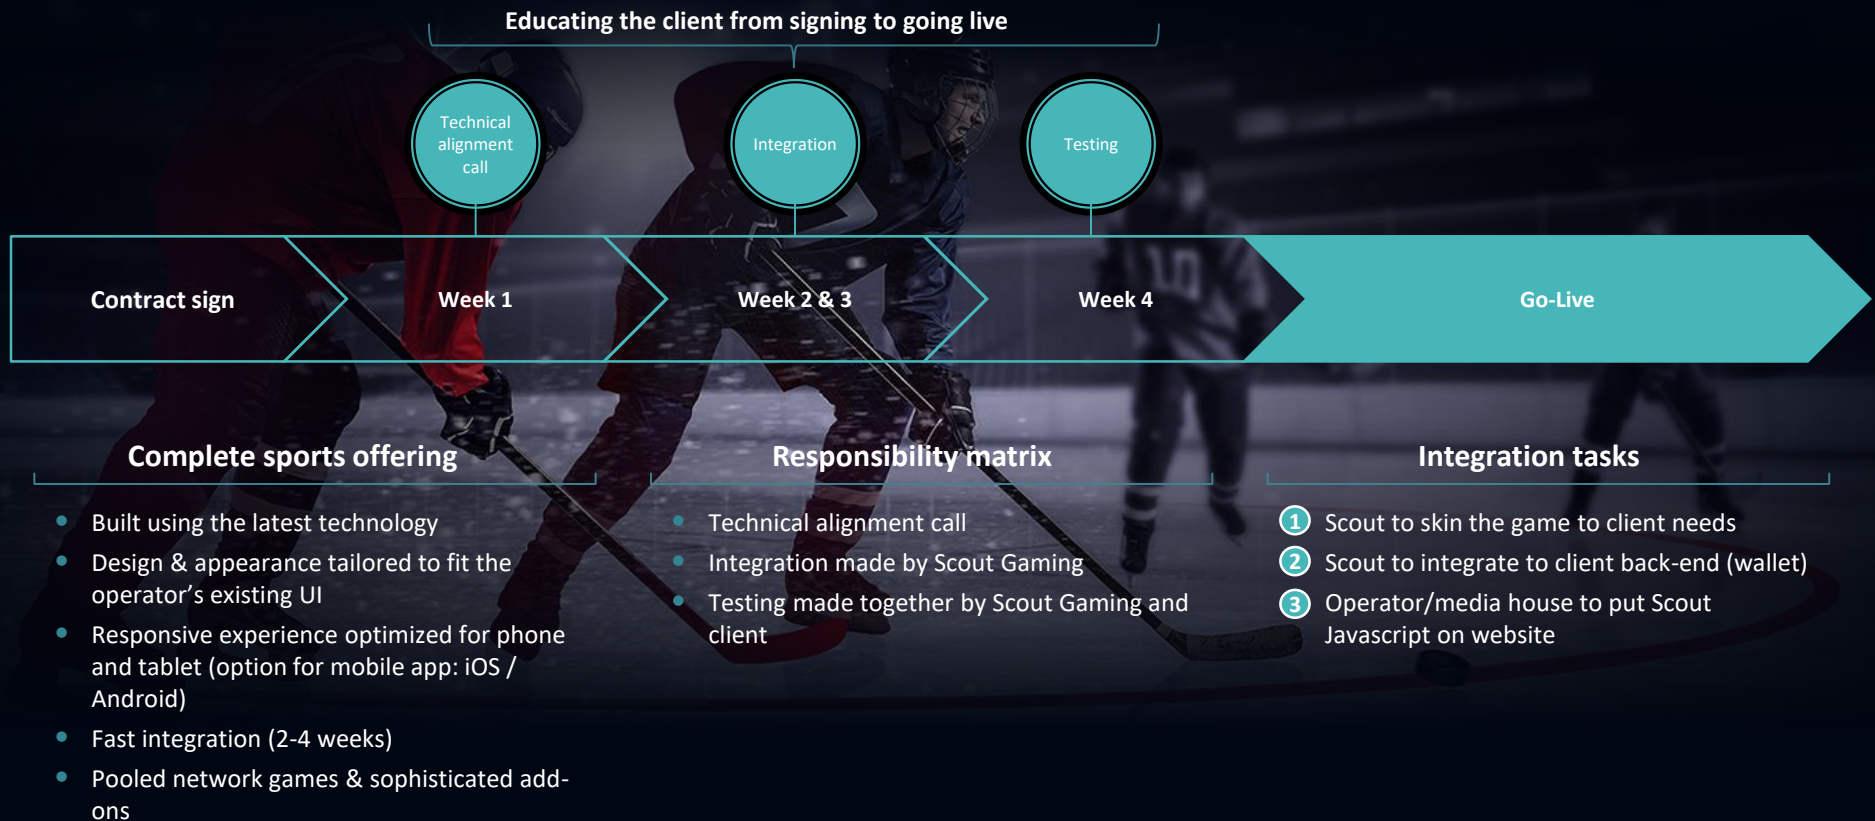 Educating the client from signing to going live
Technical
alignment
call
Integration
Testing
Contract sign
Week 1
Week 2 & 3
Week 4
Go-Live
Complete sports offering
• Built using the latest technology
• Design & appearance tailored to fit the
operator’s existing UI
• Responsive experience optimized for phone
and tablet (option for mobile app: iOS /
Android)
• Fast integration (2-4 weeks)
• Pooled network games & sophisticated add-
ons
Responsibility matrix
• Technical alignment call
• Integration made by Scout Gaming
• Testing made together by Scout Gaming and
client
Integration tasks
1 Scout to skin the game to client needs
2 Scout to integrate to client back-end (wallet)
3 Operator/media house to put Scout
Javascript on website